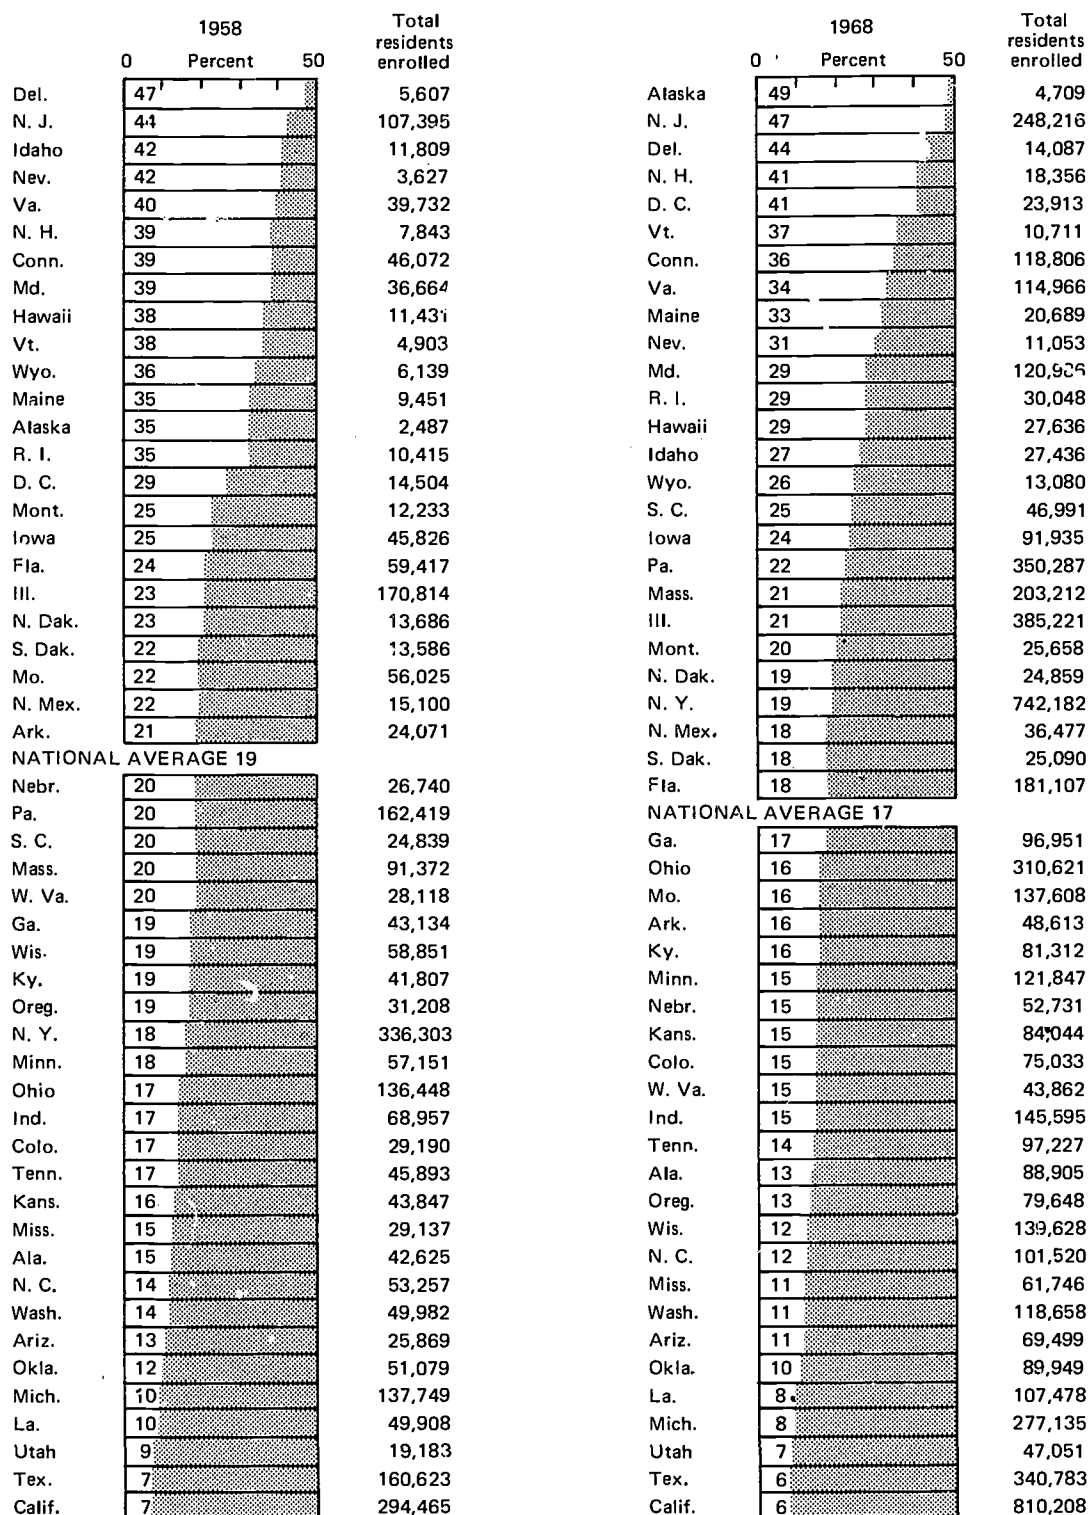 1958
Total
residents
enrolled
0 Percent 50
Del. 47 5,607
N. J. 44 107,395
Idaho 42 11,809
Nev. 42 3,627
Va. 40 39,732
N. H. 39 7,843
Conn. 39 46,072
Md. 39 36,664
Hawaii 38 11,431
Vt. 38 4,903
Wyo. 36 6,139
Maine 35 9,451
Alaska 35 2,487
R. I. 35 10,415
D. C. 29 14,504
Mont. 25 12,233
Iowa 25 45,826
Fla. 24 59,417
Ill. 23 170,814
N. Dak. 23 13,686
S. Dak. 22 13,586
Mo. 22 56,025
N. Mex. 22 15,100
Ark. 21 24,071
NATIONAL AVERAGE 19
Nebr. 20 26,740
Pa. 20 162,419
S. C. 20 24,839
Mass. 20 91,372
W. Va. 20 28,118
Ga. 19 43,134
Wis. 19 58,851
Ky. 19 41,807
Oreg. 19 31,208
N. Y. 18 336,303
Minn. 18 57,151
Ohio 17 136,448
Ind. 17 68,957
Colo. 17 29,190
Tenn. 17 45,893
Kans. 16 43,847
Miss. 15 29,137
Ala. 15 42,625
N. C. 14 53,257
Wash. 14 49,982
Ariz. 13 25,869
Okla. 12 51,079
Mich. 10 137,749
La. 10 49,908
Utah 9 19,183
Tex. 7 160,623
Calif. 7 294,465
1968
Total
residents
enrolled
0 Percent 50
Alaska 49 4,709
N. J. 47 248,216
Del. 44 14,087
N. H. 41 18,356
D. C. 41 23,913
Vt. 37 10,711
Conn. 36 118,806
Va. 34 114,966
Maine 33 20,689
Nev. 31 11,053
Md. 29
R. I. 29 30,048
Hawaii 29 27,636
Idaho 27 27,436
Wyo. 26 13,080
S. C. 25 46,991
Iowa 24 91,935
Pa. 22 350,287
Mass. 21 203,212
Ill. 21 385,221
Mont. 20 25,658
N. Dak. 19 24,859
N. Y. 19 742,182
N. Mex. 18 36,477
S. Dak. 18 25,090
Fla. 18 181,107
NATIONAL AVERAGE 17
Ga. 17 96,951
Ohio 16 310,621
Mo. 16 137,608
Ark. 16 48,613
Ky. 16 81,312
Minn. 15 121,847
Nebr. 15 52,731
Kans. 15 84,044
Colo. 15 75,033
W. Va. 15 43,862
Ind. 15 145,595
Tenn. 14 97,227
Ala. 13 88,905
Oreg. 13 79,648
Wis. 12 139,628
N. C. 12 101,520
Miss. 11 61,746
Wash. 11 118,658
Ariz. 11 69,499
Okla. 10 89,949
La. 8 107,478
Mich. 8 277,135
Utah 7 47,051
Tex. 6 340,783
Calif. 6 810,208